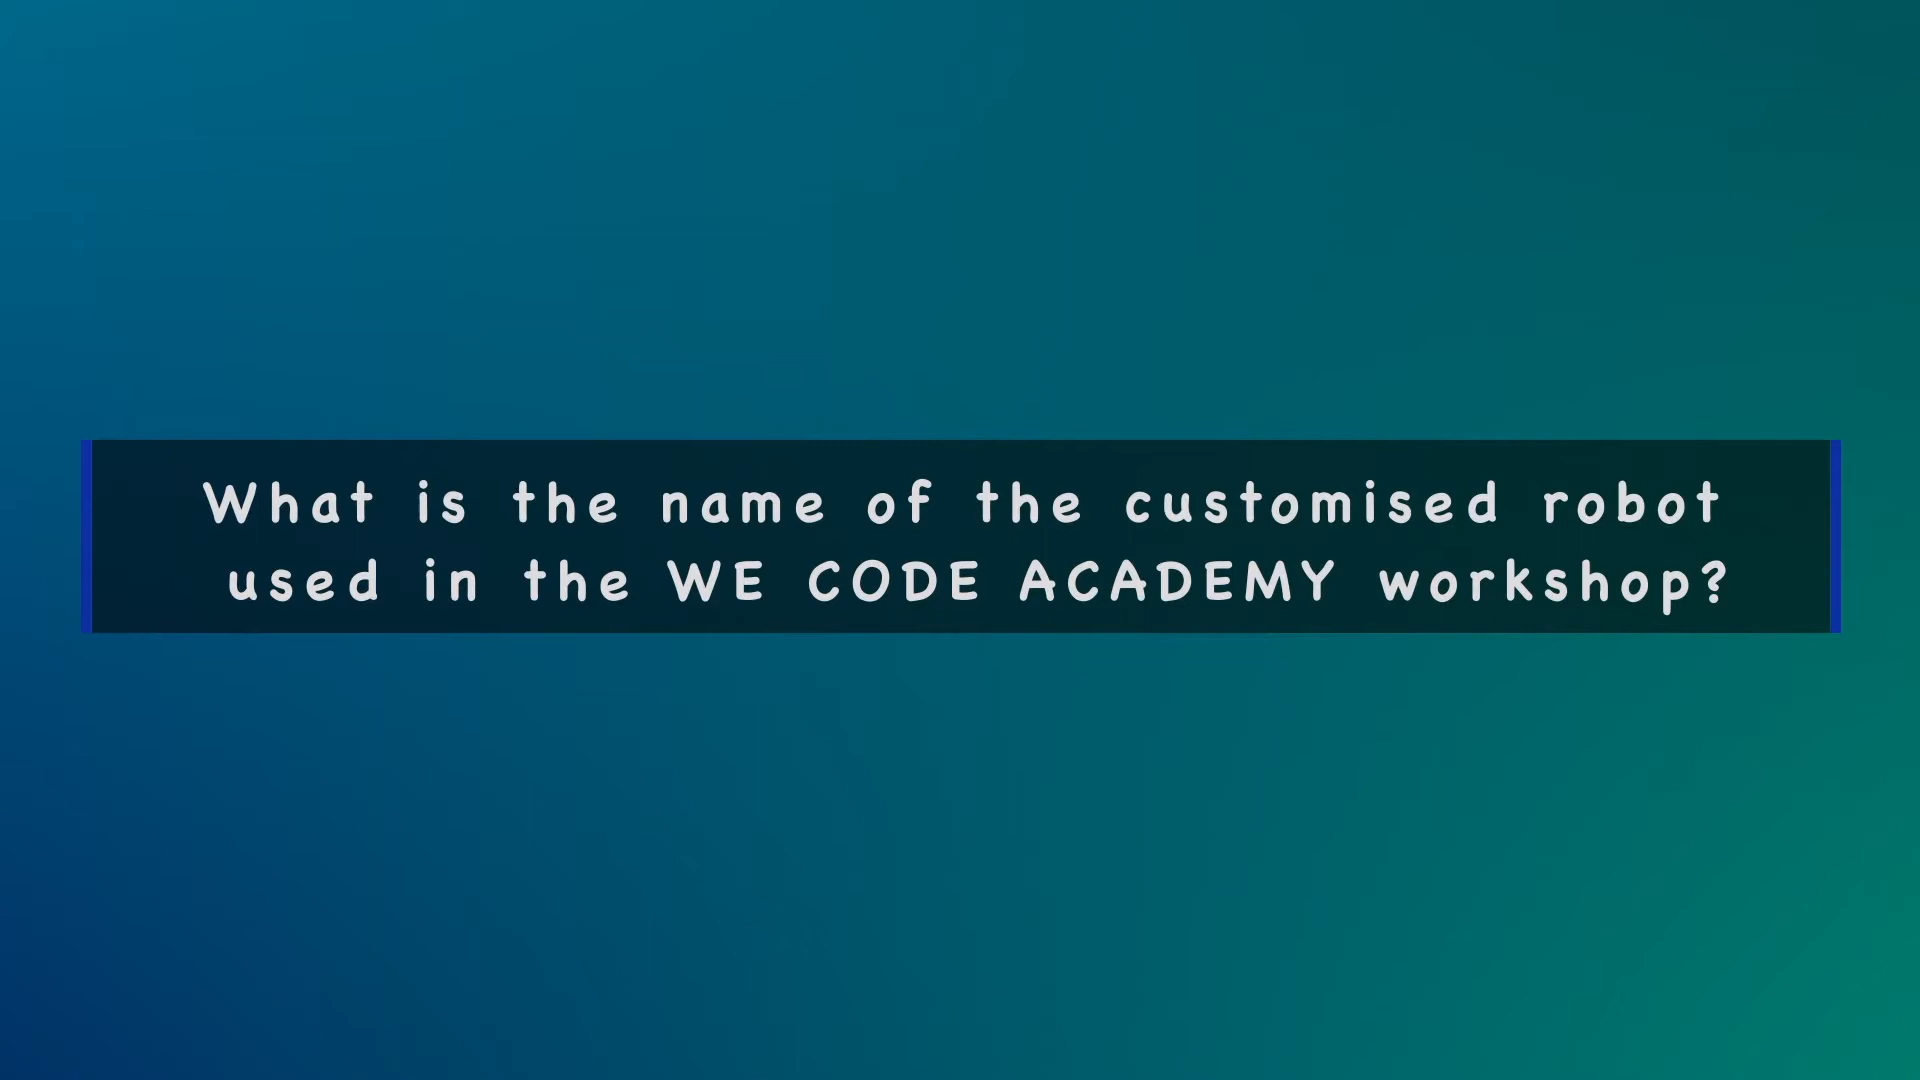 What is the name of the customised robot
used in the WE CODE ACADEMY workshop?